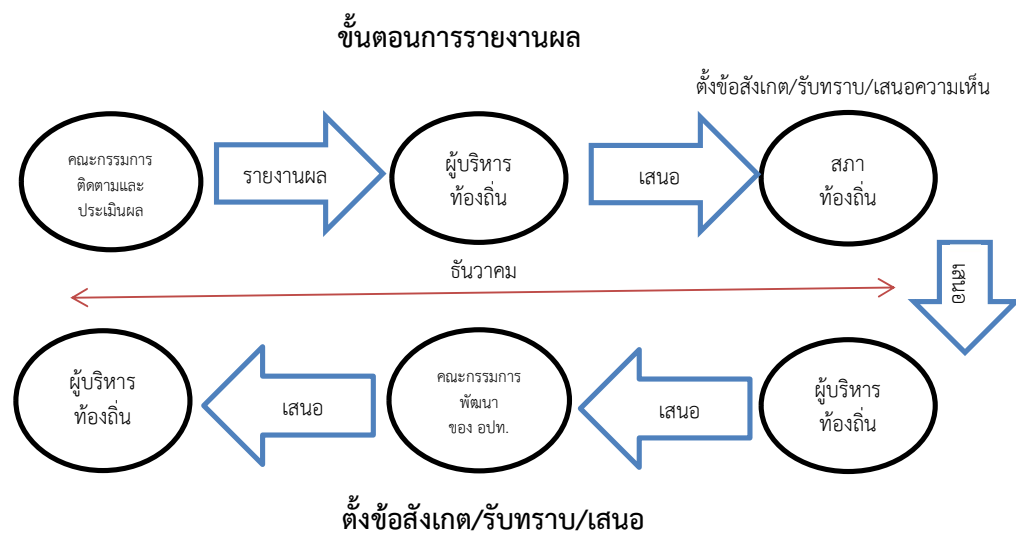 ขั้นตอนการรายงานผล
ตั้งข้อสังเกต/รับทราบ/เสนอความเห็น
คณะกรรมการ
ติดตามและ
ประเมินผล
รายงานผล
ผู้บริหาร
ท้องถิ่น
เสนอ
สภา
ท้องถิ่น
ธันวาคม
เสนอ
ผู้บริหาร
ท้องถิ่น
เสนอ
คณะกรรมการ
พัฒนา
ของ อปท.
เสนอ
ผู้บริหาร
ท้องถิ่น
ตั้งข้อสังเกต/รับทราบ/เสนอ